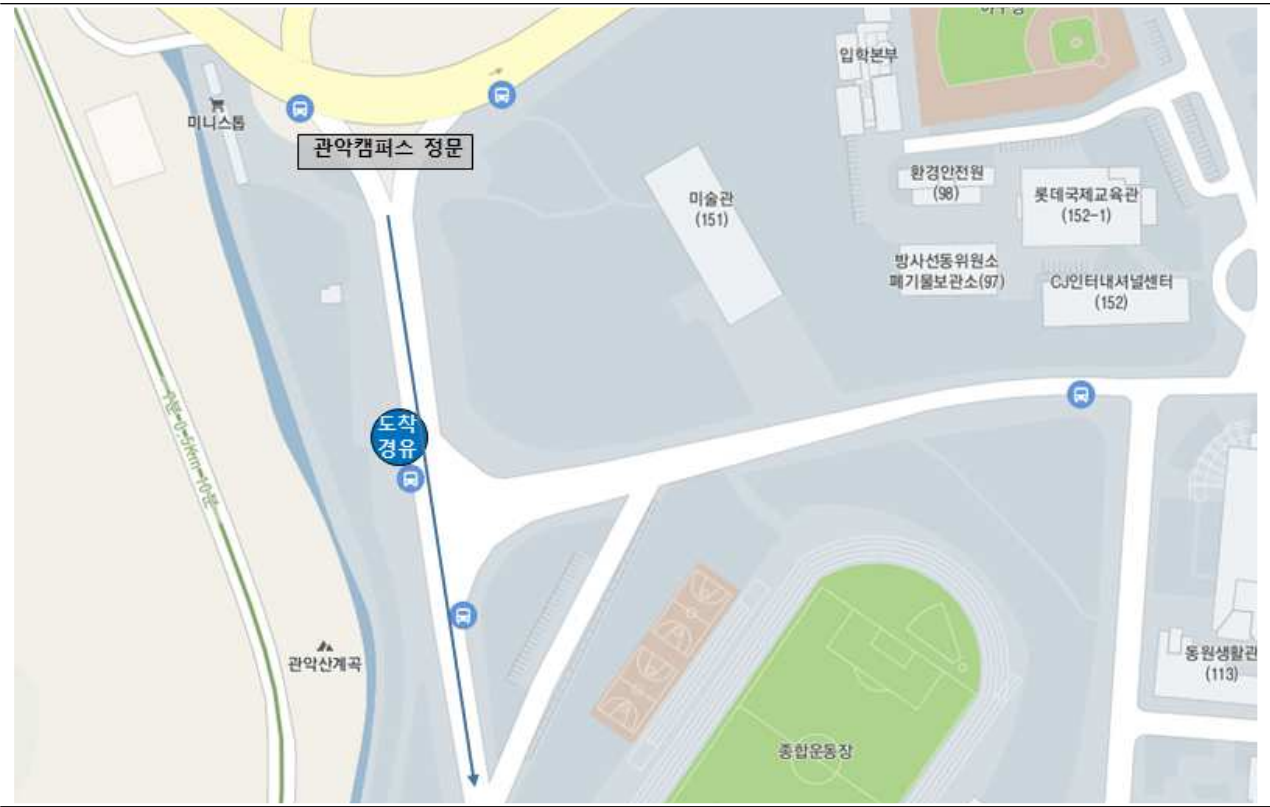 야구장
입학본부
미니스톱
관악캠퍼스 정문
환경안전원
(98)
롯데국제교육관
(152-1)
미술관
(151)
방사선동위원소
폐기물보관소(97)
CJ인터내셔널센터
(152)
도착
경유
관악산계곡
동원생활관
(113)
종합운동장